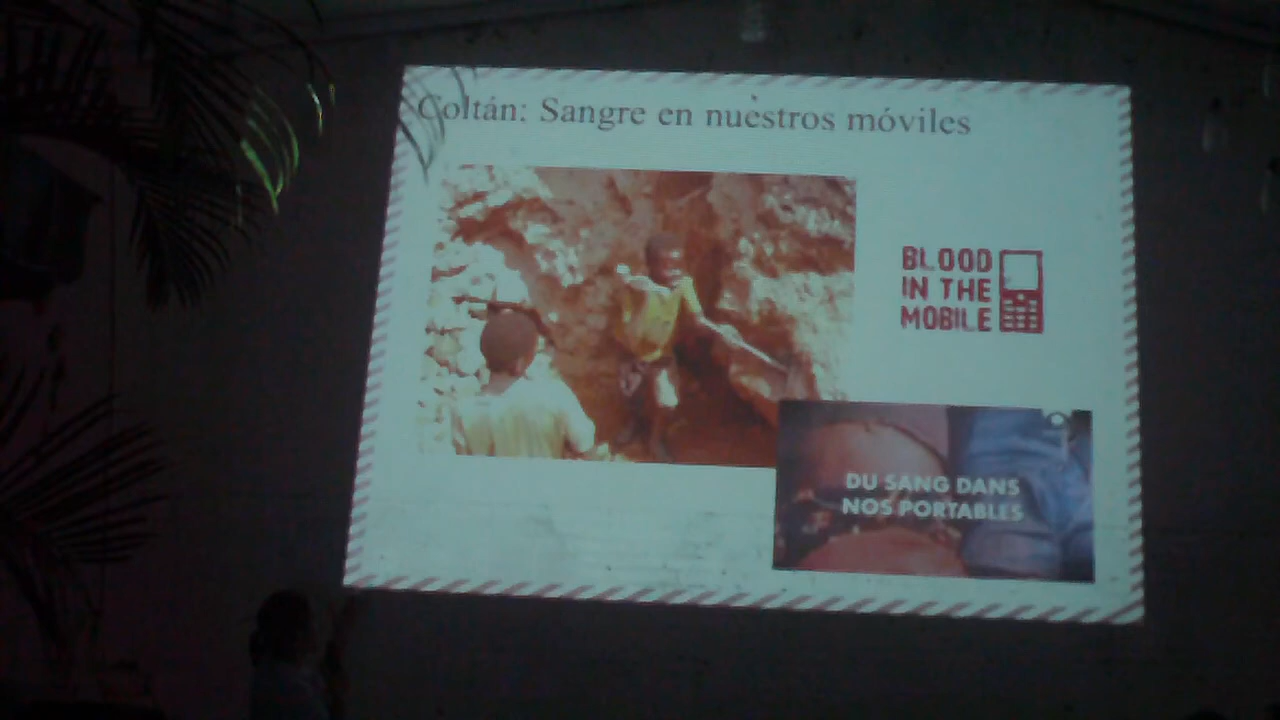 Coltán: Sangre en nuestros móviles
BLOOD
IN THE
MOBILE
DU SANG DANS
NOS PORTABLES